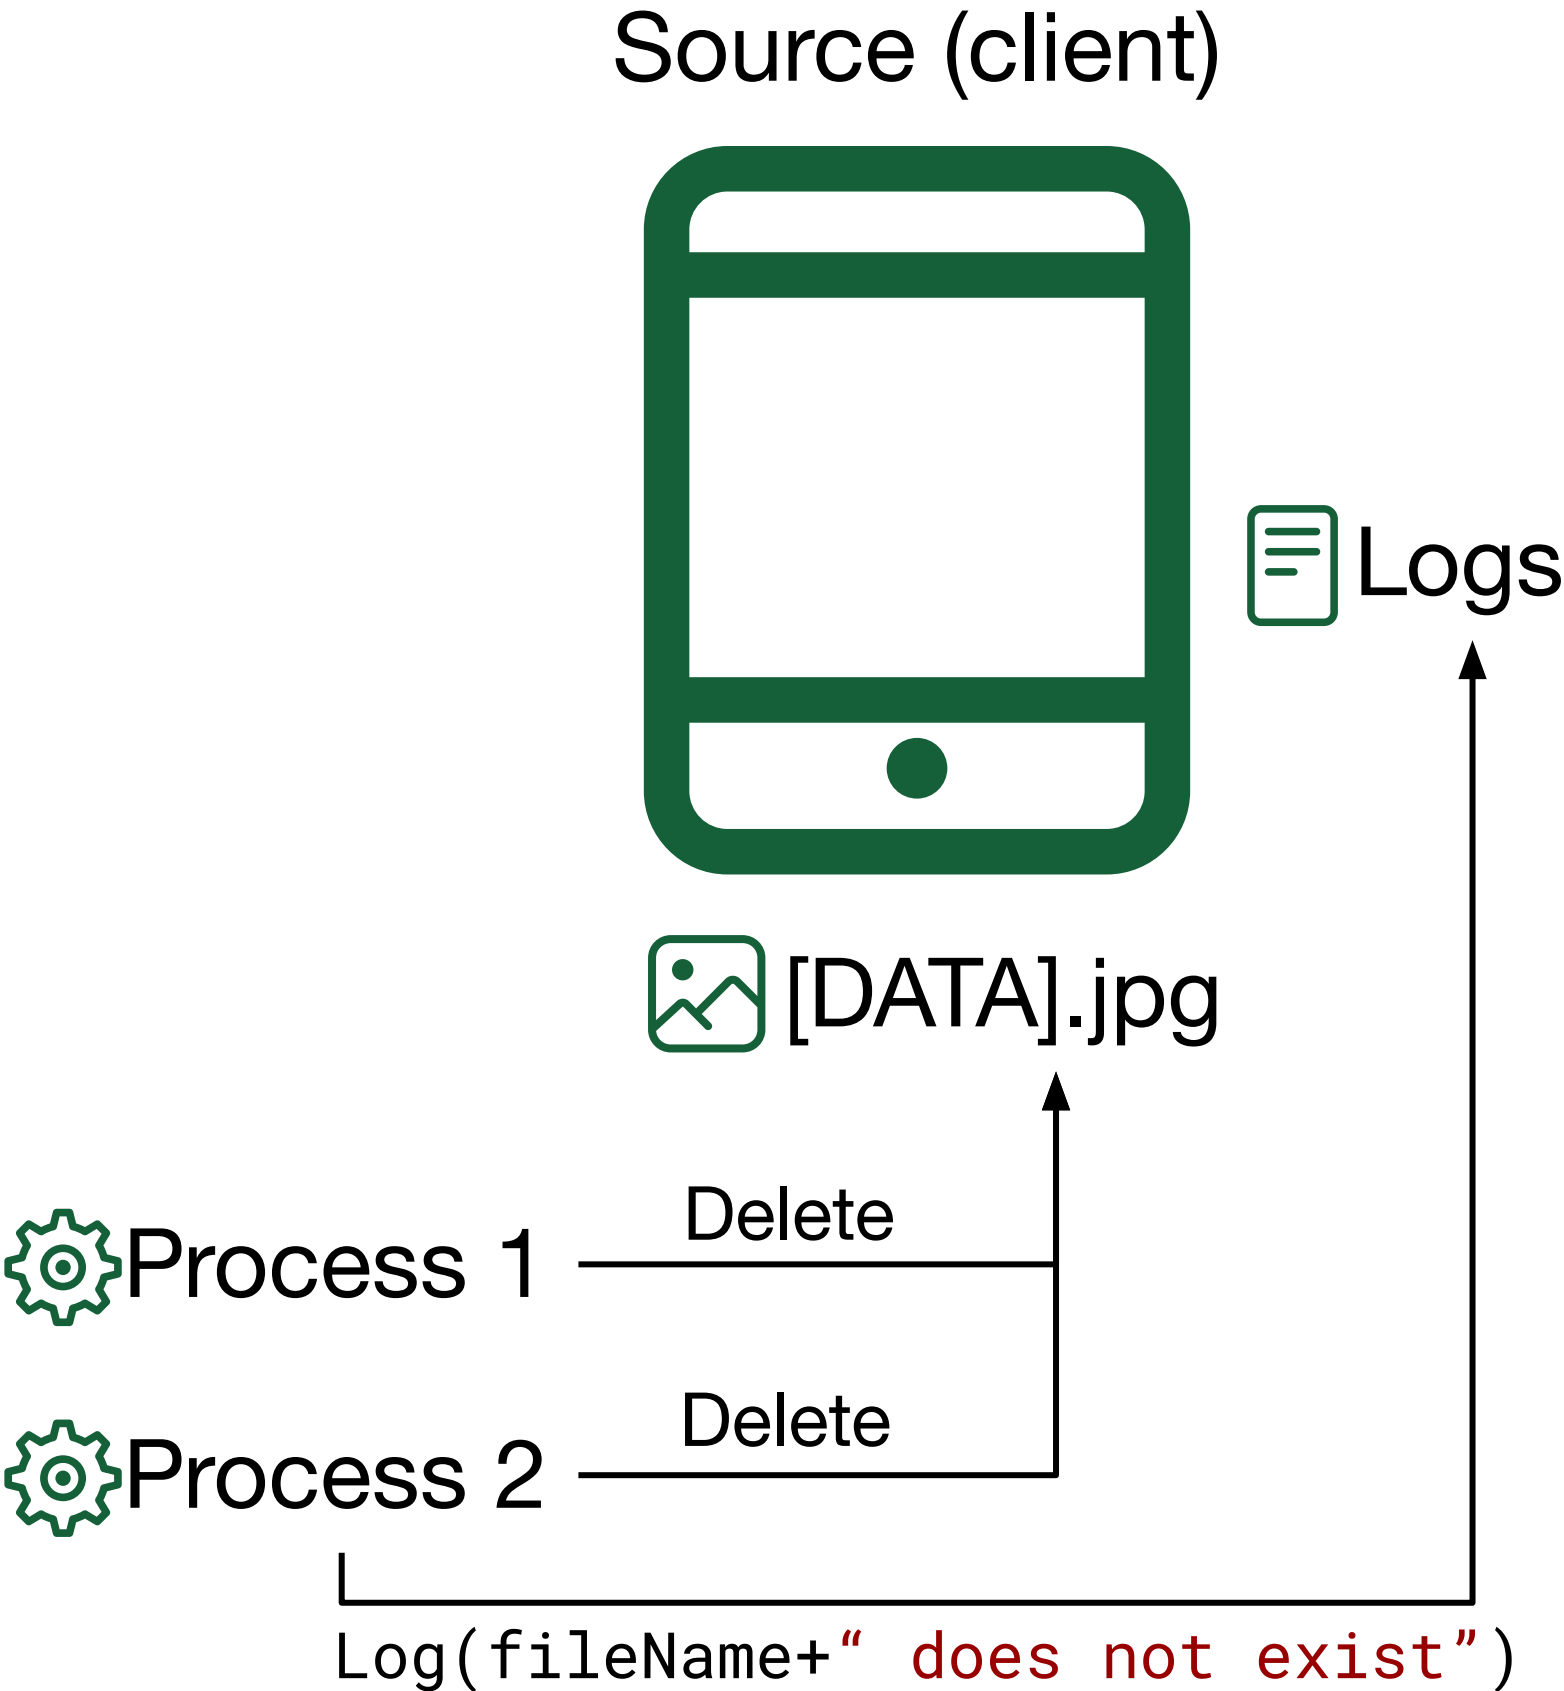 Source (client)
Logs
[DATA].jpg
Delete
Process 1
Delete
Process 2
Log(fileName+“ does not exist”)